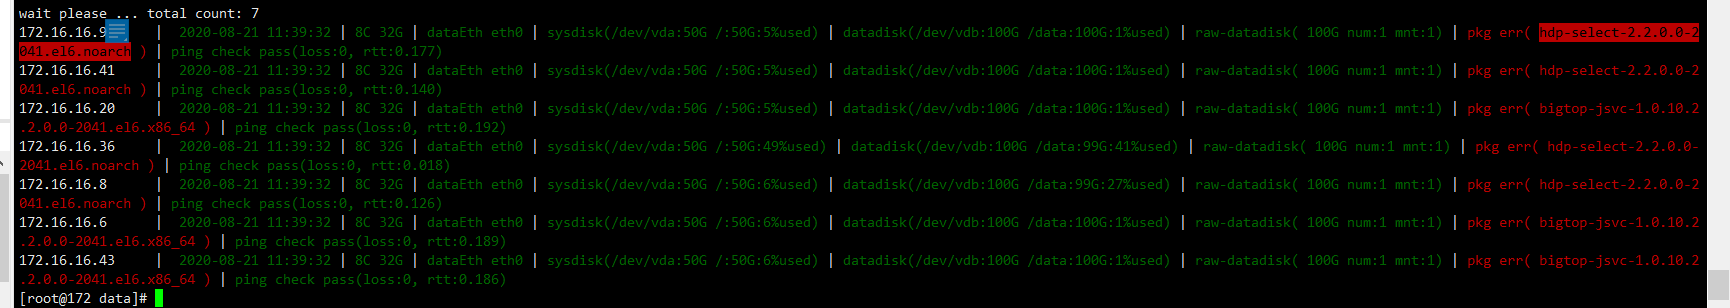 wait please ... total count: 7
172.16.16.9 | 2020-08-21 11:39:32 | 8C 32G | dataEth eth0 | sysdisk(/dev/vda:50G /:50G:5%used) | datadisk(/dev/vdb:100G /data:100G:1%used) | raw-datadisk( 100G num:1 mnt:1) | pkg err( hdp-select-2.2.0.0-2
041.el6.noarch ) | ping check pass(loss:0, rtt:0.177)
172.16.16.41 | 2020-08-21 11:39:32 | 8C 32G | dataEth eth0 | sysdisk(/dev/vda:50G /:50G:5%used) | datadisk(/dev/vdb:100G /data:100G:1%used) | raw-datadisk( 100G num:1 mnt:1) | pkg err( hdp-select-2.2.0.0-2
041.el6.noarch ) | ping check pass(loss:0, rtt:0.140)
172.16.16.20 | 2020-08-21 11:39:32 | 8C 32G | dataEth eth0 | sysdisk(/dev/vda:50G /:50G:5%used) | datadisk(/dev/vdb:100G /data:100G:1%used) | raw-datadisk( 100G num:1 mnt:1) | pkg err( bigtop-jsvc-1.0.10.2
.2.0.0-2041.el6.x86_64 ) | ping check pass(loss:0, rtt:0.192)
172.16.16.36 | 2020-08-21 11:39:32 | 8C 32G | dataEth eth0 | sysdisk(/dev/vda:50G /:50G:49%used) | datadisk(/dev/vdb:100G /data:99G:41%used) | raw-datadisk( 100G num:1 mnt:1) | pkg err( hdp-select-2.2.0.0-
2041.el6.noarch ) | ping check pass(loss:0, rtt:0.018)
172.16.16.8 | 2020-08-21 11:39:32 | 8C 32G | dataEth eth0 | sysdisk(/dev/vda:50G /:50G:6%used) | datadisk(/dev/vdb:100G /data:99G:27%used) | raw-datadisk( 100G num:1 mnt:1) | pkg err( hdp-select-2.2.0.0-2
041.el6.noarch ) | ping check pass(loss:0, rtt:0.126)
172.16.16.6 | 2020-08-21 11:39:32 | 8C 32G | dataEth eth0 | sysdisk(/dev/vda:50G /:50G:6%used) | datadisk(/dev/vdb:100G /data:100G:1%used) | raw-datadisk( 100G num:1 mnt:1) | pkg err( bigtop-jsvc-1.0.10.2
.2.0.0-2041.el6.x86_64 ) | ping check pass(loss:0, rtt:0.189)
172.16.16.43 | 2020-08-21 11:39:32 | 8C 32G | dataEth eth0 | sysdisk(/dev/vda:50G /:50G:6%used) | datadisk(/dev/vdb:100G /data:100G:1%used) | raw-datadisk( 100G num:1 mnt:1) | pkg err( bigtop-jsvc-1.0.10.2
.2.0.0-2041.el6.x86_64 ) | ping check pass(loss:0, rtt:0.186)
[root@172 data]#